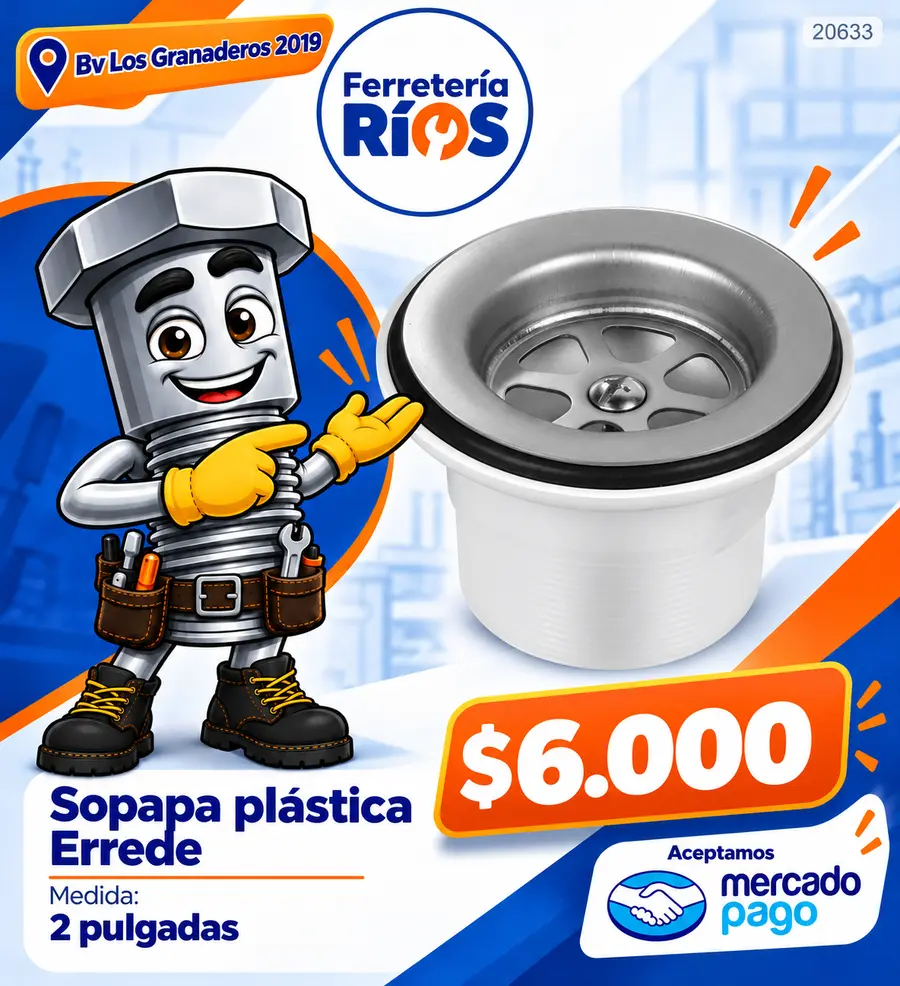 Bv Los Granaderos 2019
Ferretería
RíOS
20633
$6.000
Sopapa plástica
Errede
Medida:
2 pulgadas
Aceptamos
mercado
pago